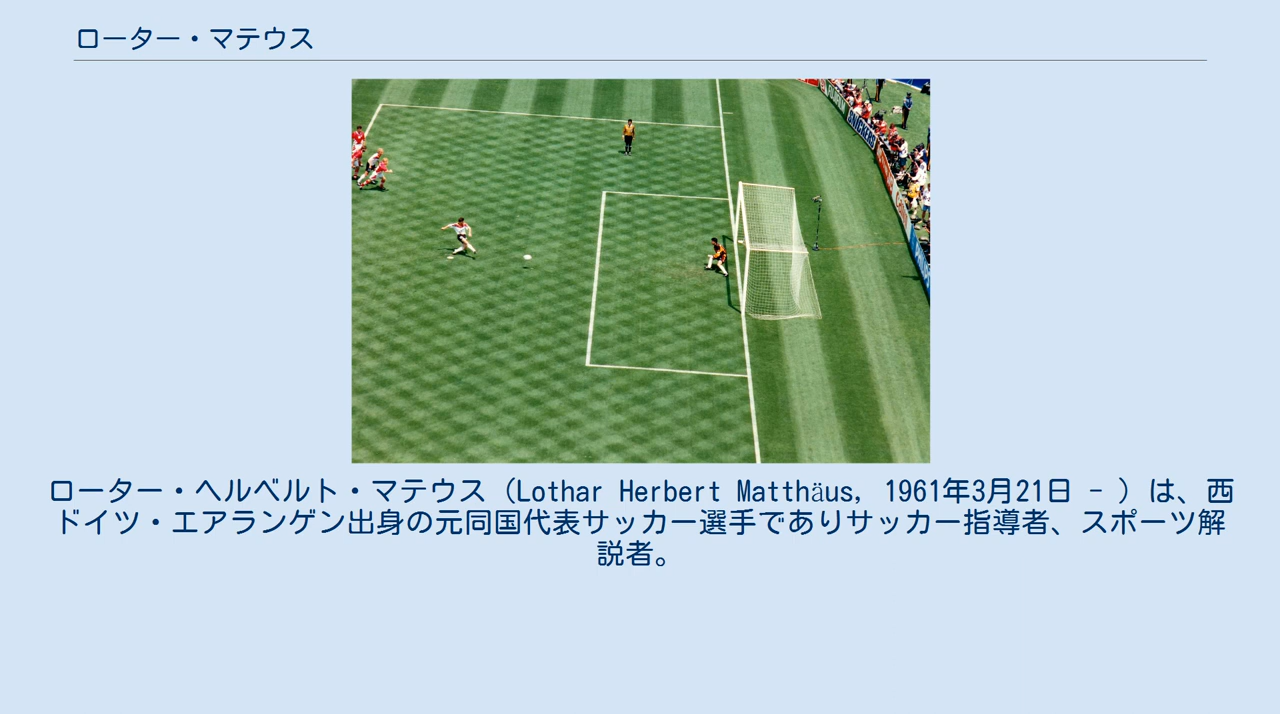 ローター・マテウス
SNICKERS
ローター・ヘルベルト・マテウス（Lothar Herbert Matthäus, 1961年3月21日 - ）は、西
ドイツ・エアランゲン出身の元同国代表サッカー選手でありサッカー指導者、スポーツ解
説者。